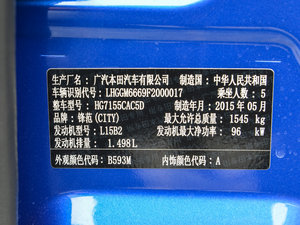 生产厂名: 广汽本田汽车有限公司 制造国: 中华人民共和国
车辆识别代号: LHGGM6669F2000017 乘坐人数: 5
整车型号: HG7155CAC5D 制造年月: 2015年05月
品牌: 锋范(CITY) 最大允许总质量: 1545 kg
发动机型号: L15B2 发动机最大净功率: 96 kW
发动机排量: 1.498L
外观颜色代码: B593M 内饰颜色代码: A